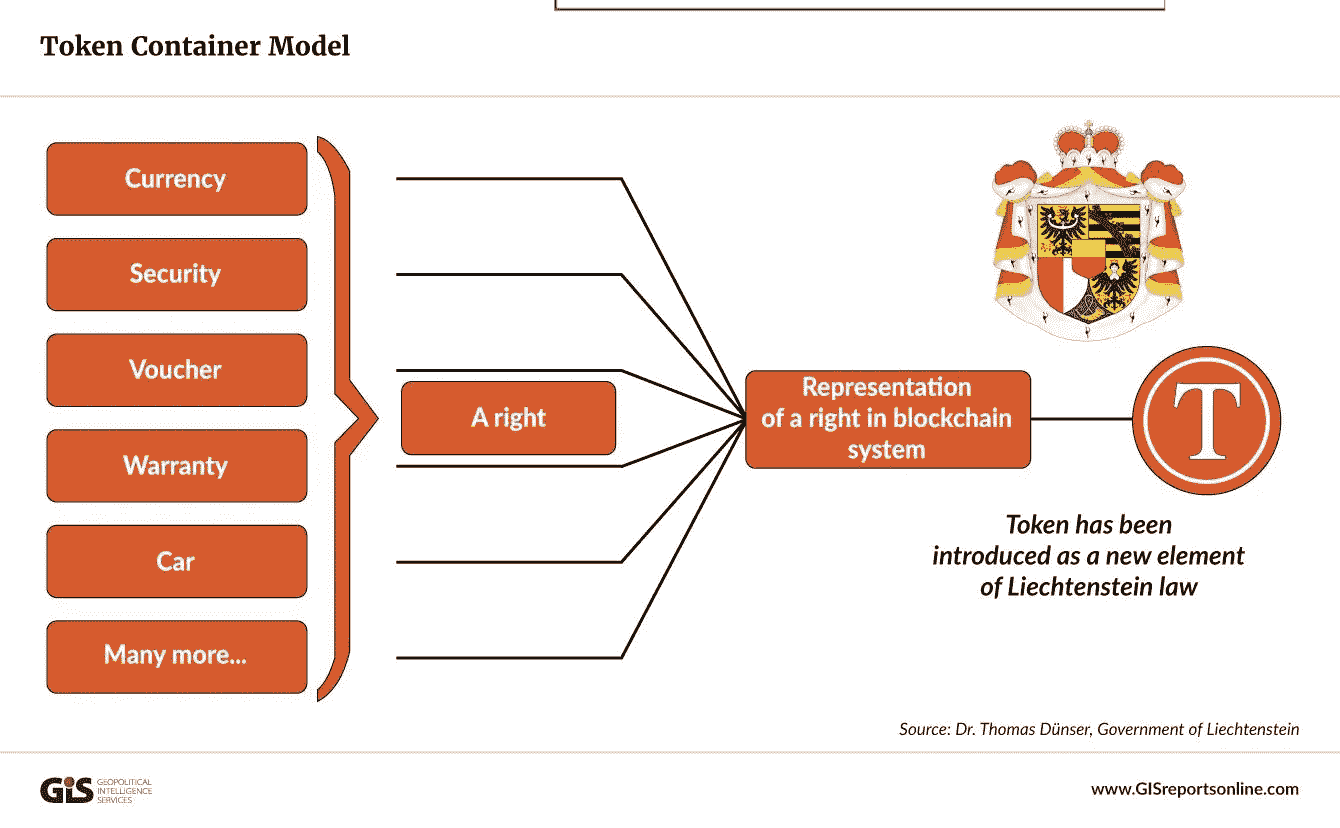 Token Container Model
Currency
Security
Voucher
Warranty
Car
Many more...
A right
Representation
of a right in blockchain
system
T
Token has been
introduced as a new element
of Liechtenstein law
Source: Dr. Thomas Dünser, Government of Liechtenstein
GIS
GEOPOLITICAL
INTELLIGENCE
SERVICES
www.GISreportsonline.com